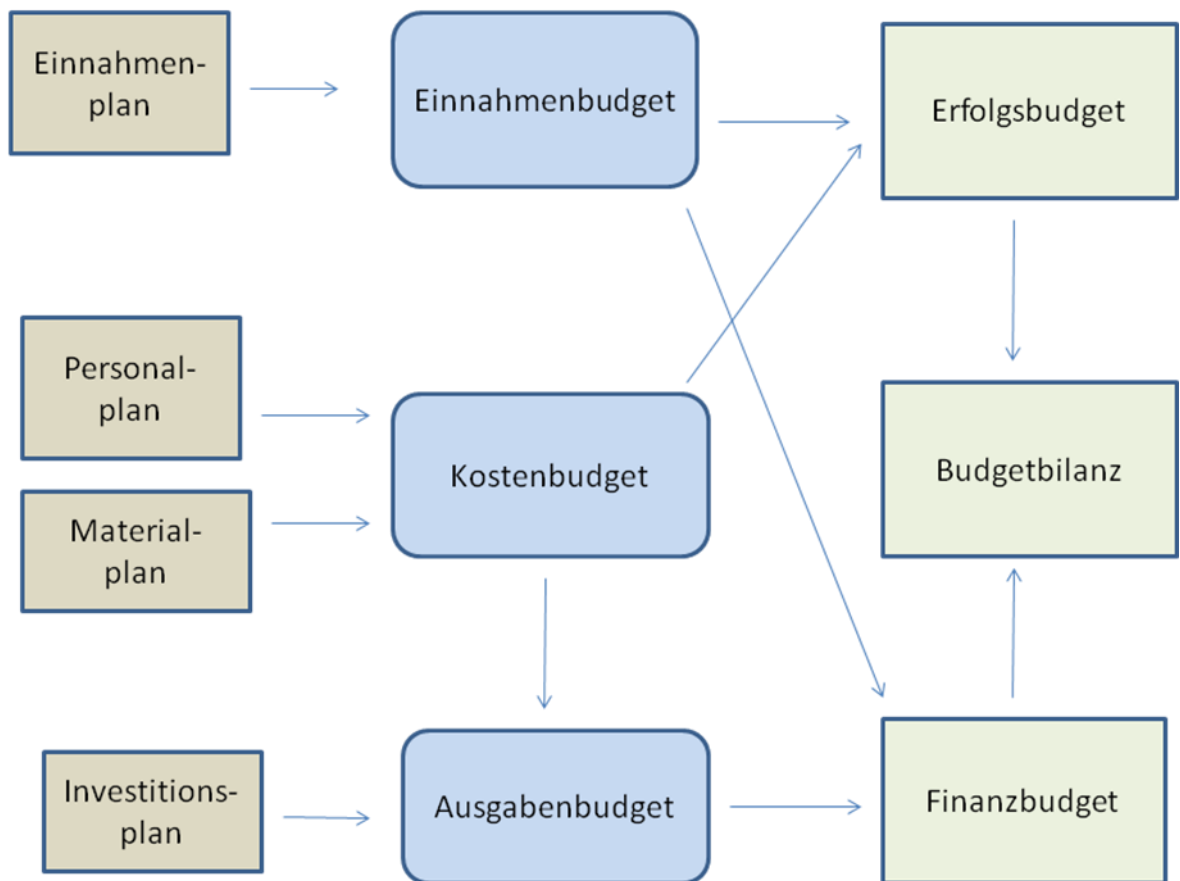 Einnahmen-
plan
Einnahmenbudget
Erfolgsbudget
Personal-
plan
Kostenbudget
Budgetbilanz
Material-
plan
Investitions-
plan
Ausgabenbudget
Finanzbudget